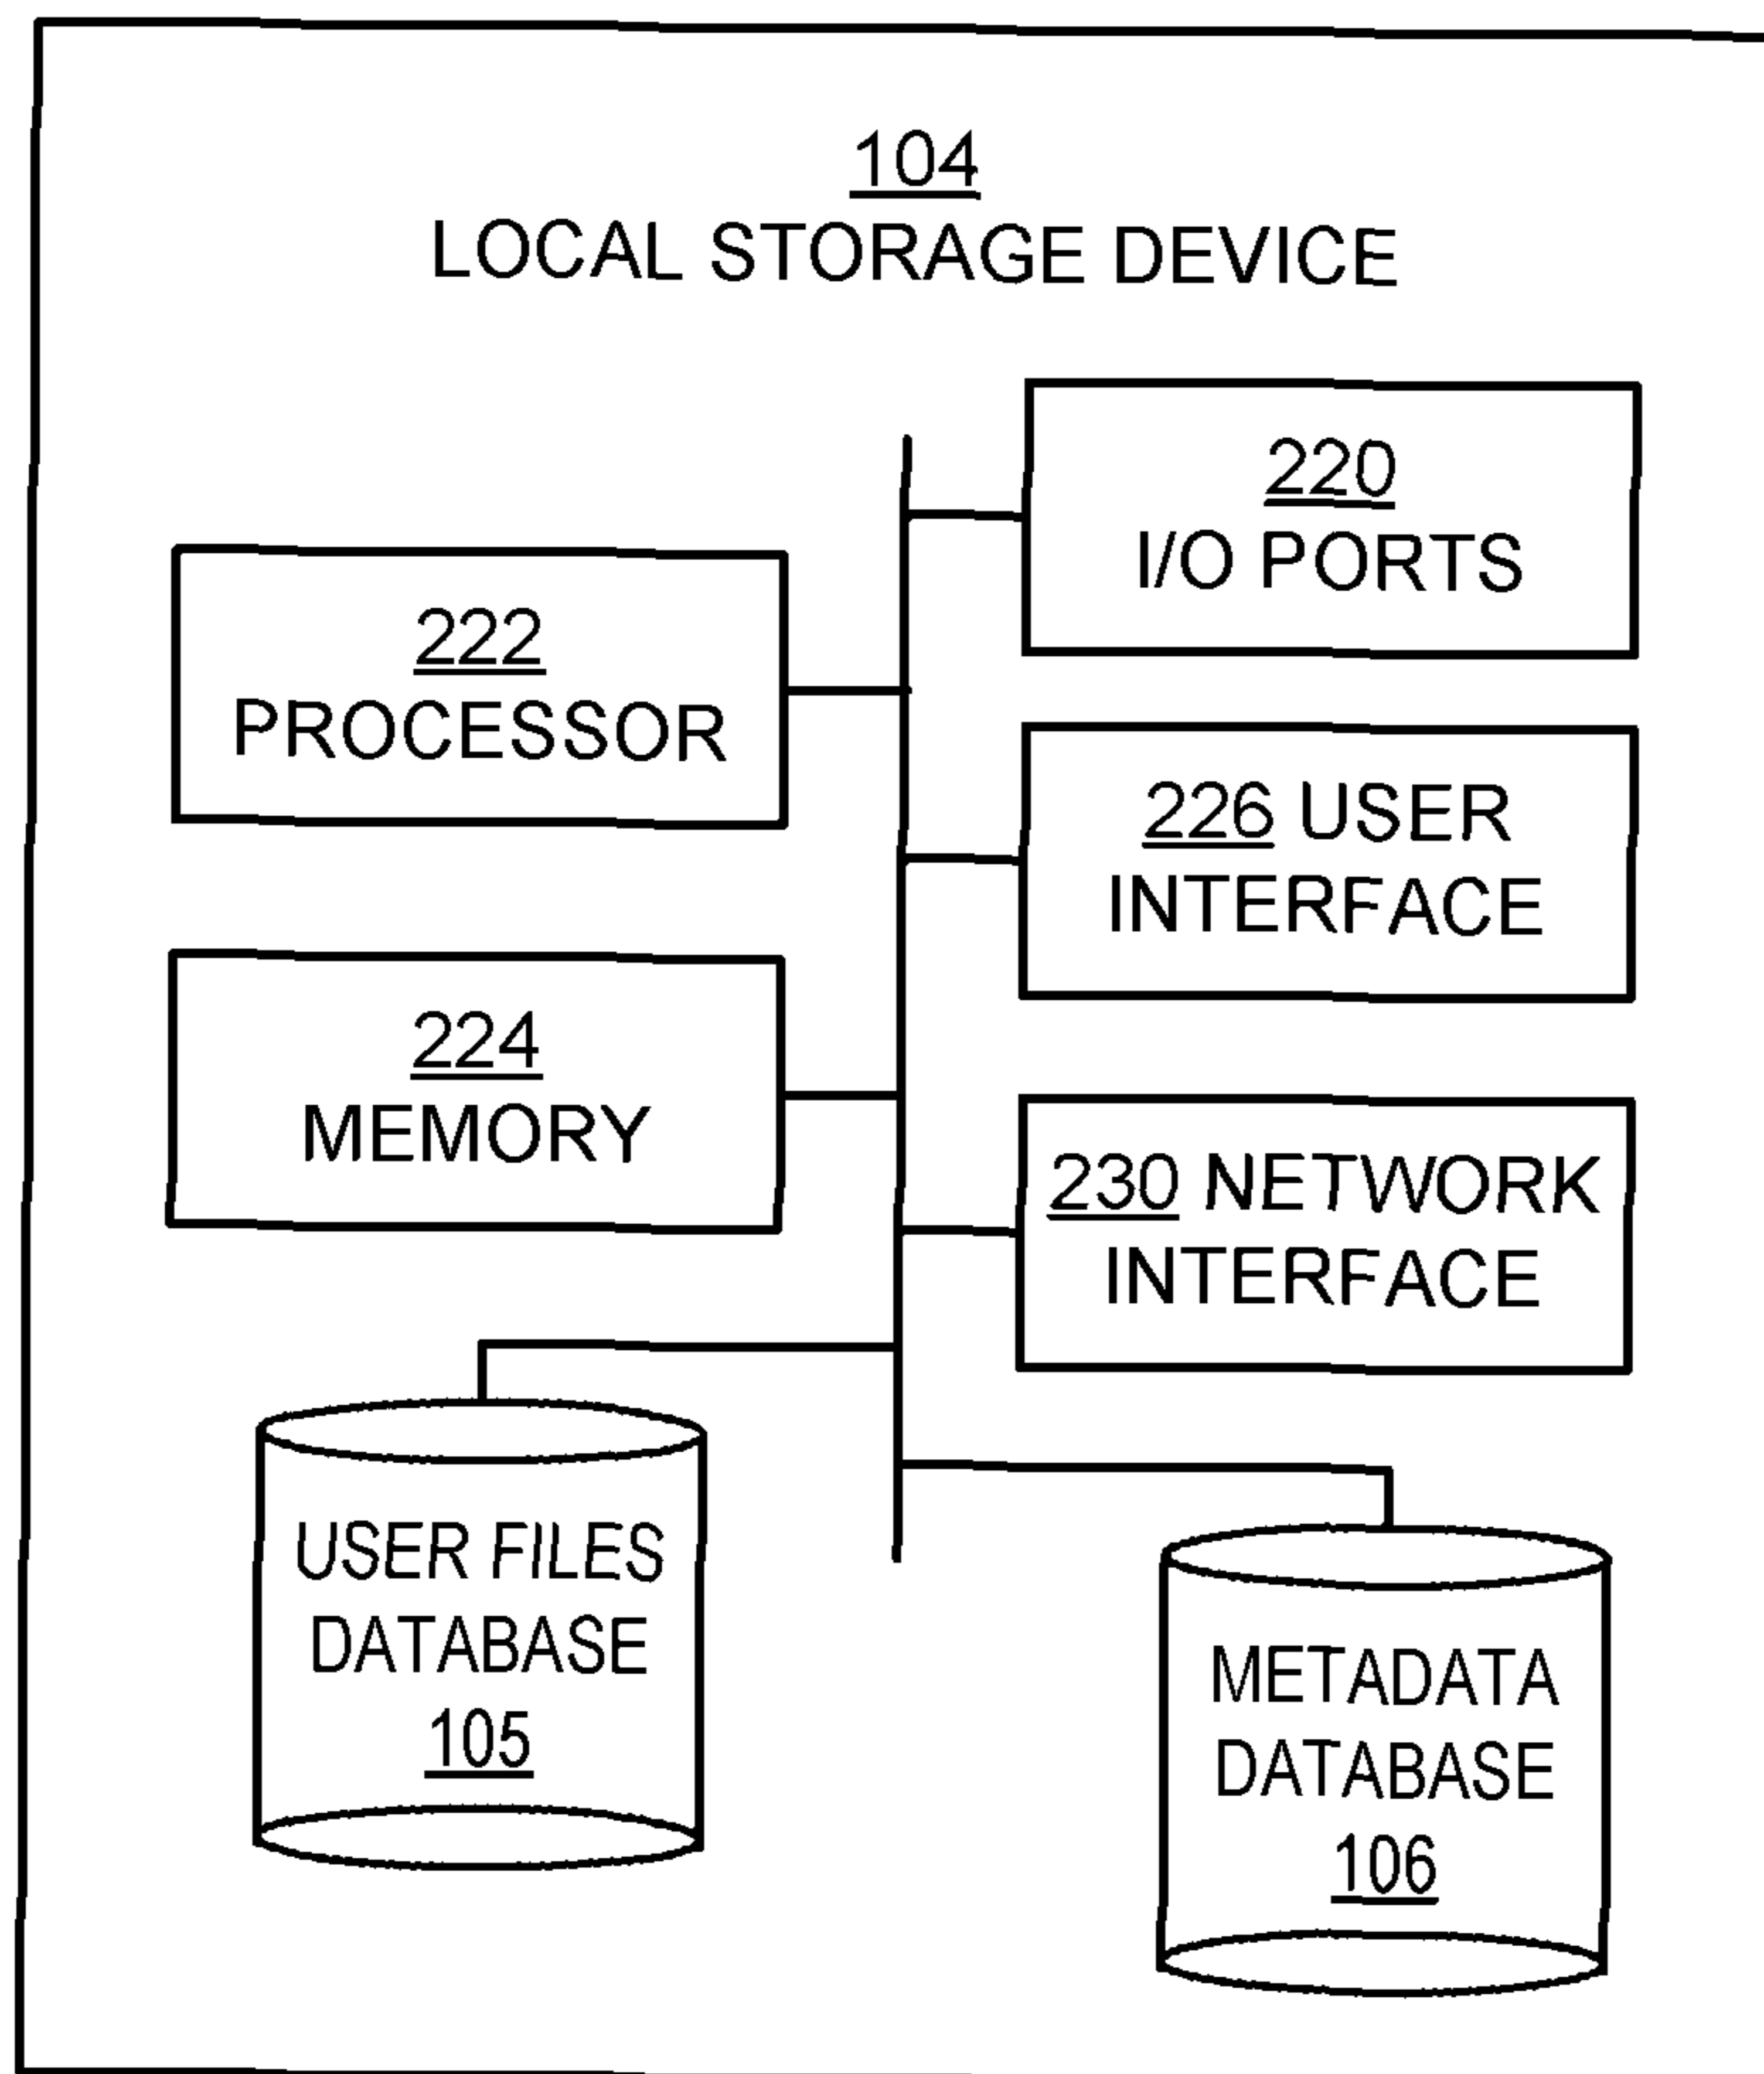 104
LOCAL STORAGE DEVICE
220
I/O PORTS
222
PROCESSOR
226 USER
INTERFACE
224
MEMORY
230 NETWORK
INTERFACE
USER FILES
DATABASE
105
METADATA
DATABASE
106